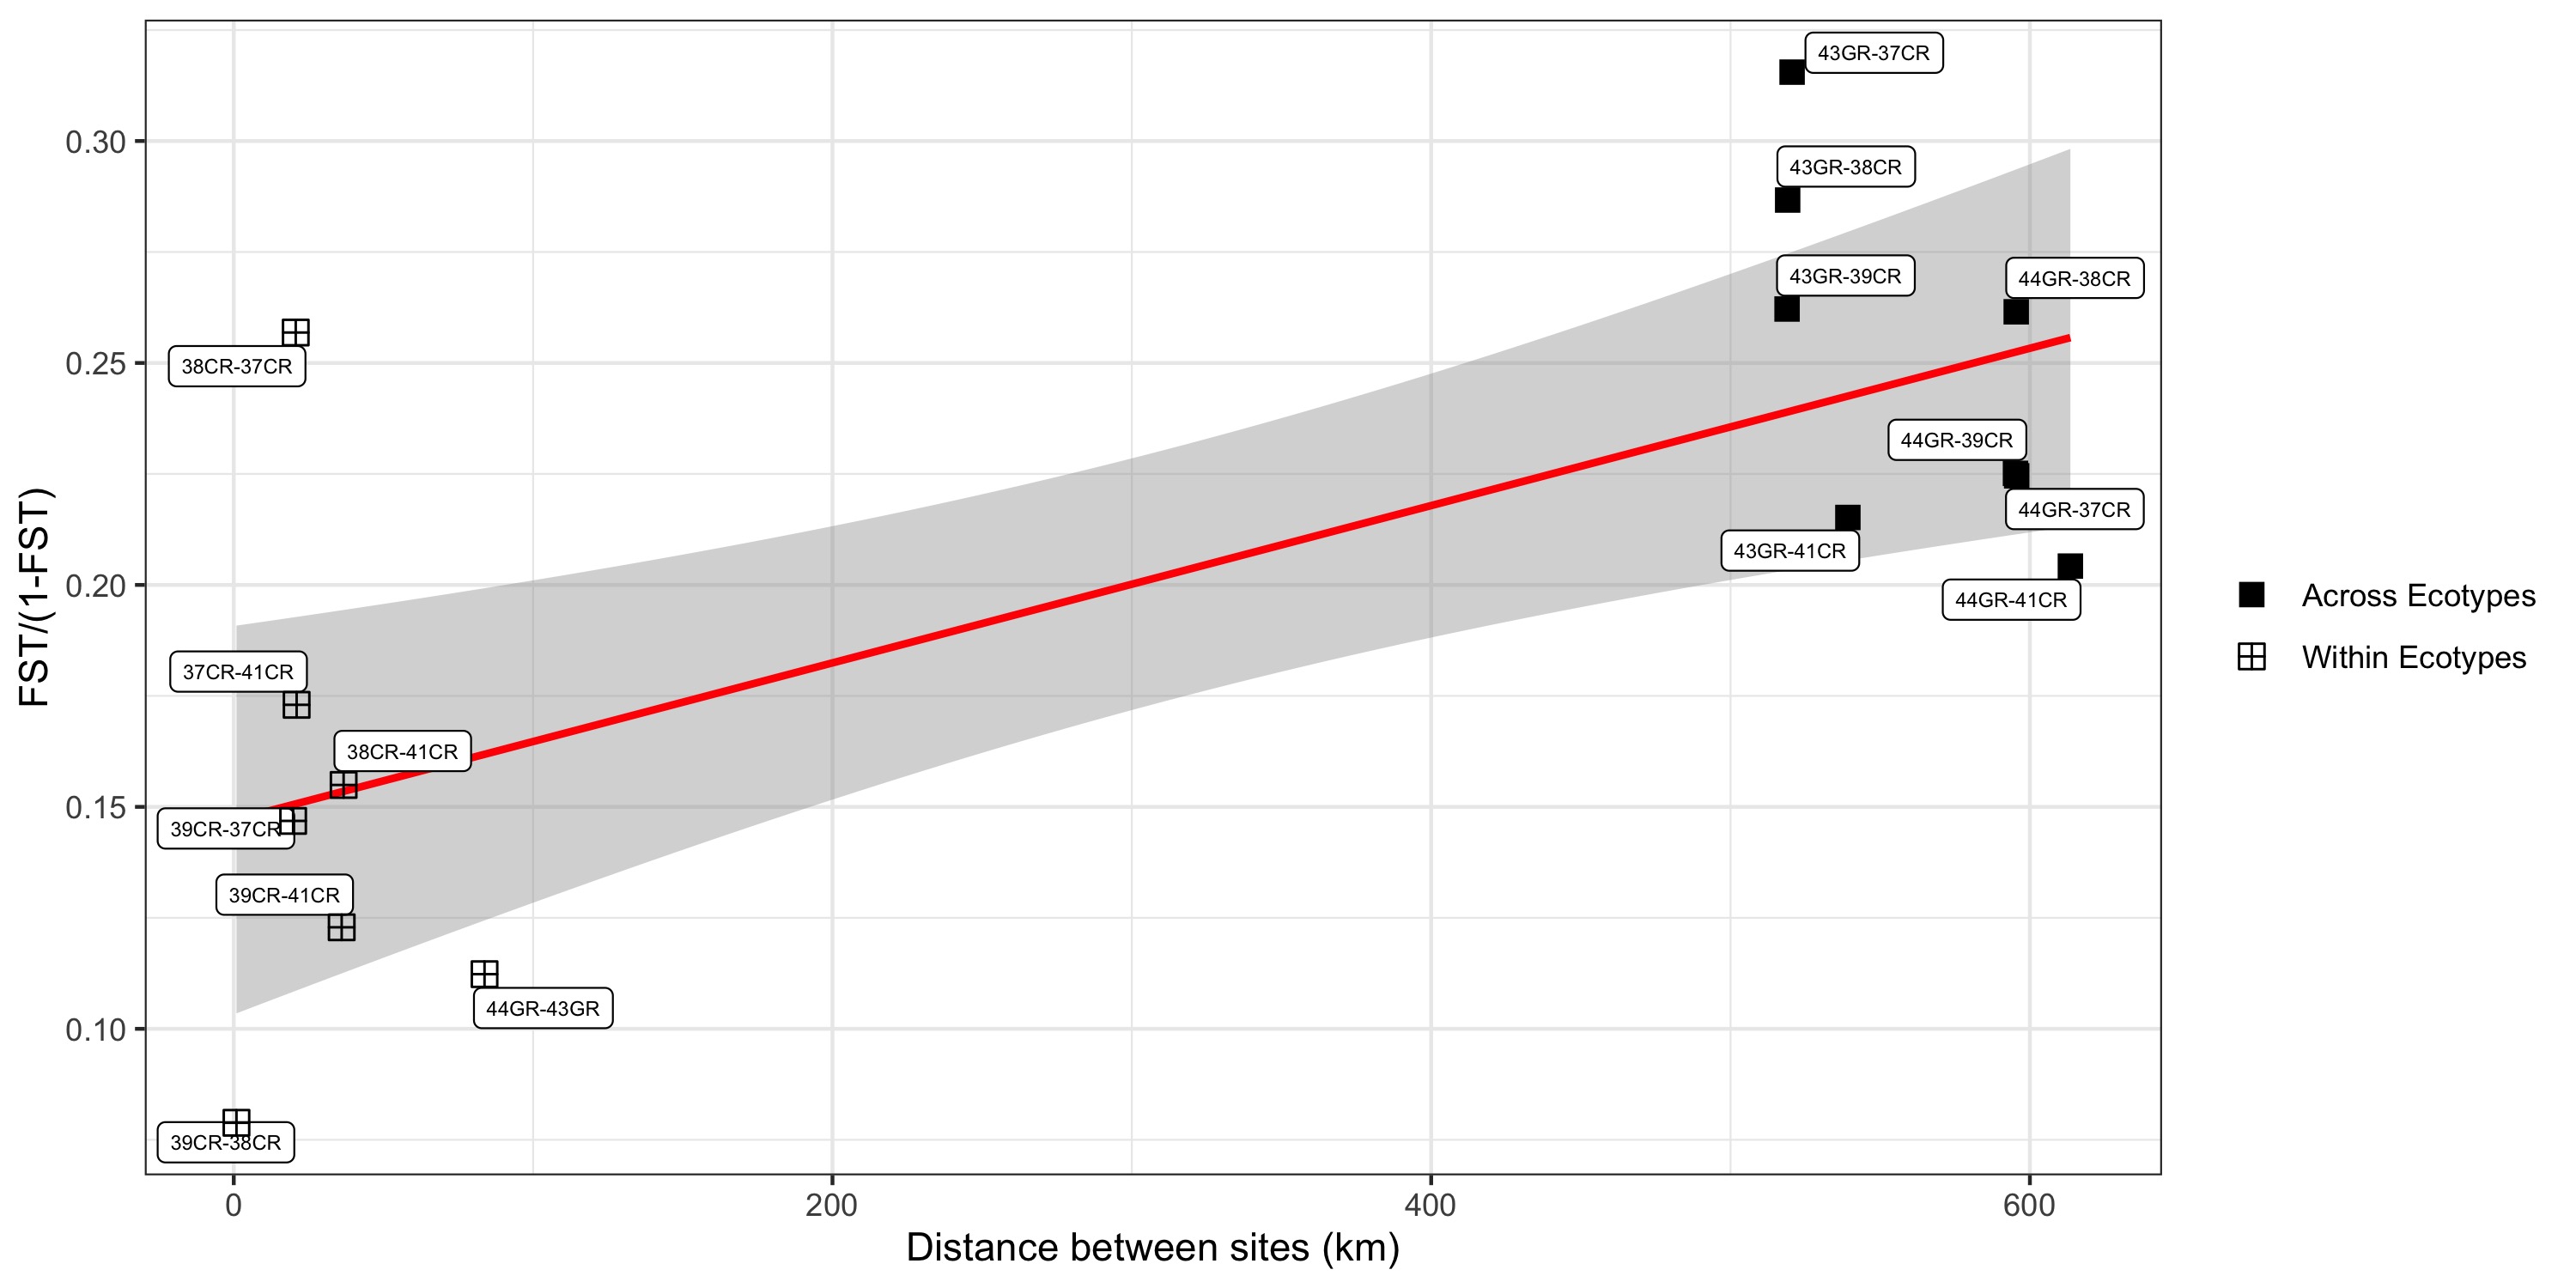 43GR-37CR
0.30
43GR-38CR
43GR-39CR
44GR-38CR
38CR-37CR
0.25
44GR-39CR
44GR-37CR
43GR-41CR
0.20
44GR-41CR
37CR-41CR
38CR-41CR
0.15
39CR-37CR
39CR-41CR
44GR-43GR
0.10
39CR-38CR
FST/(1-FST)
0
200
400
600
Distance between sites (km)
Across Ecotypes
Within Ecotypes